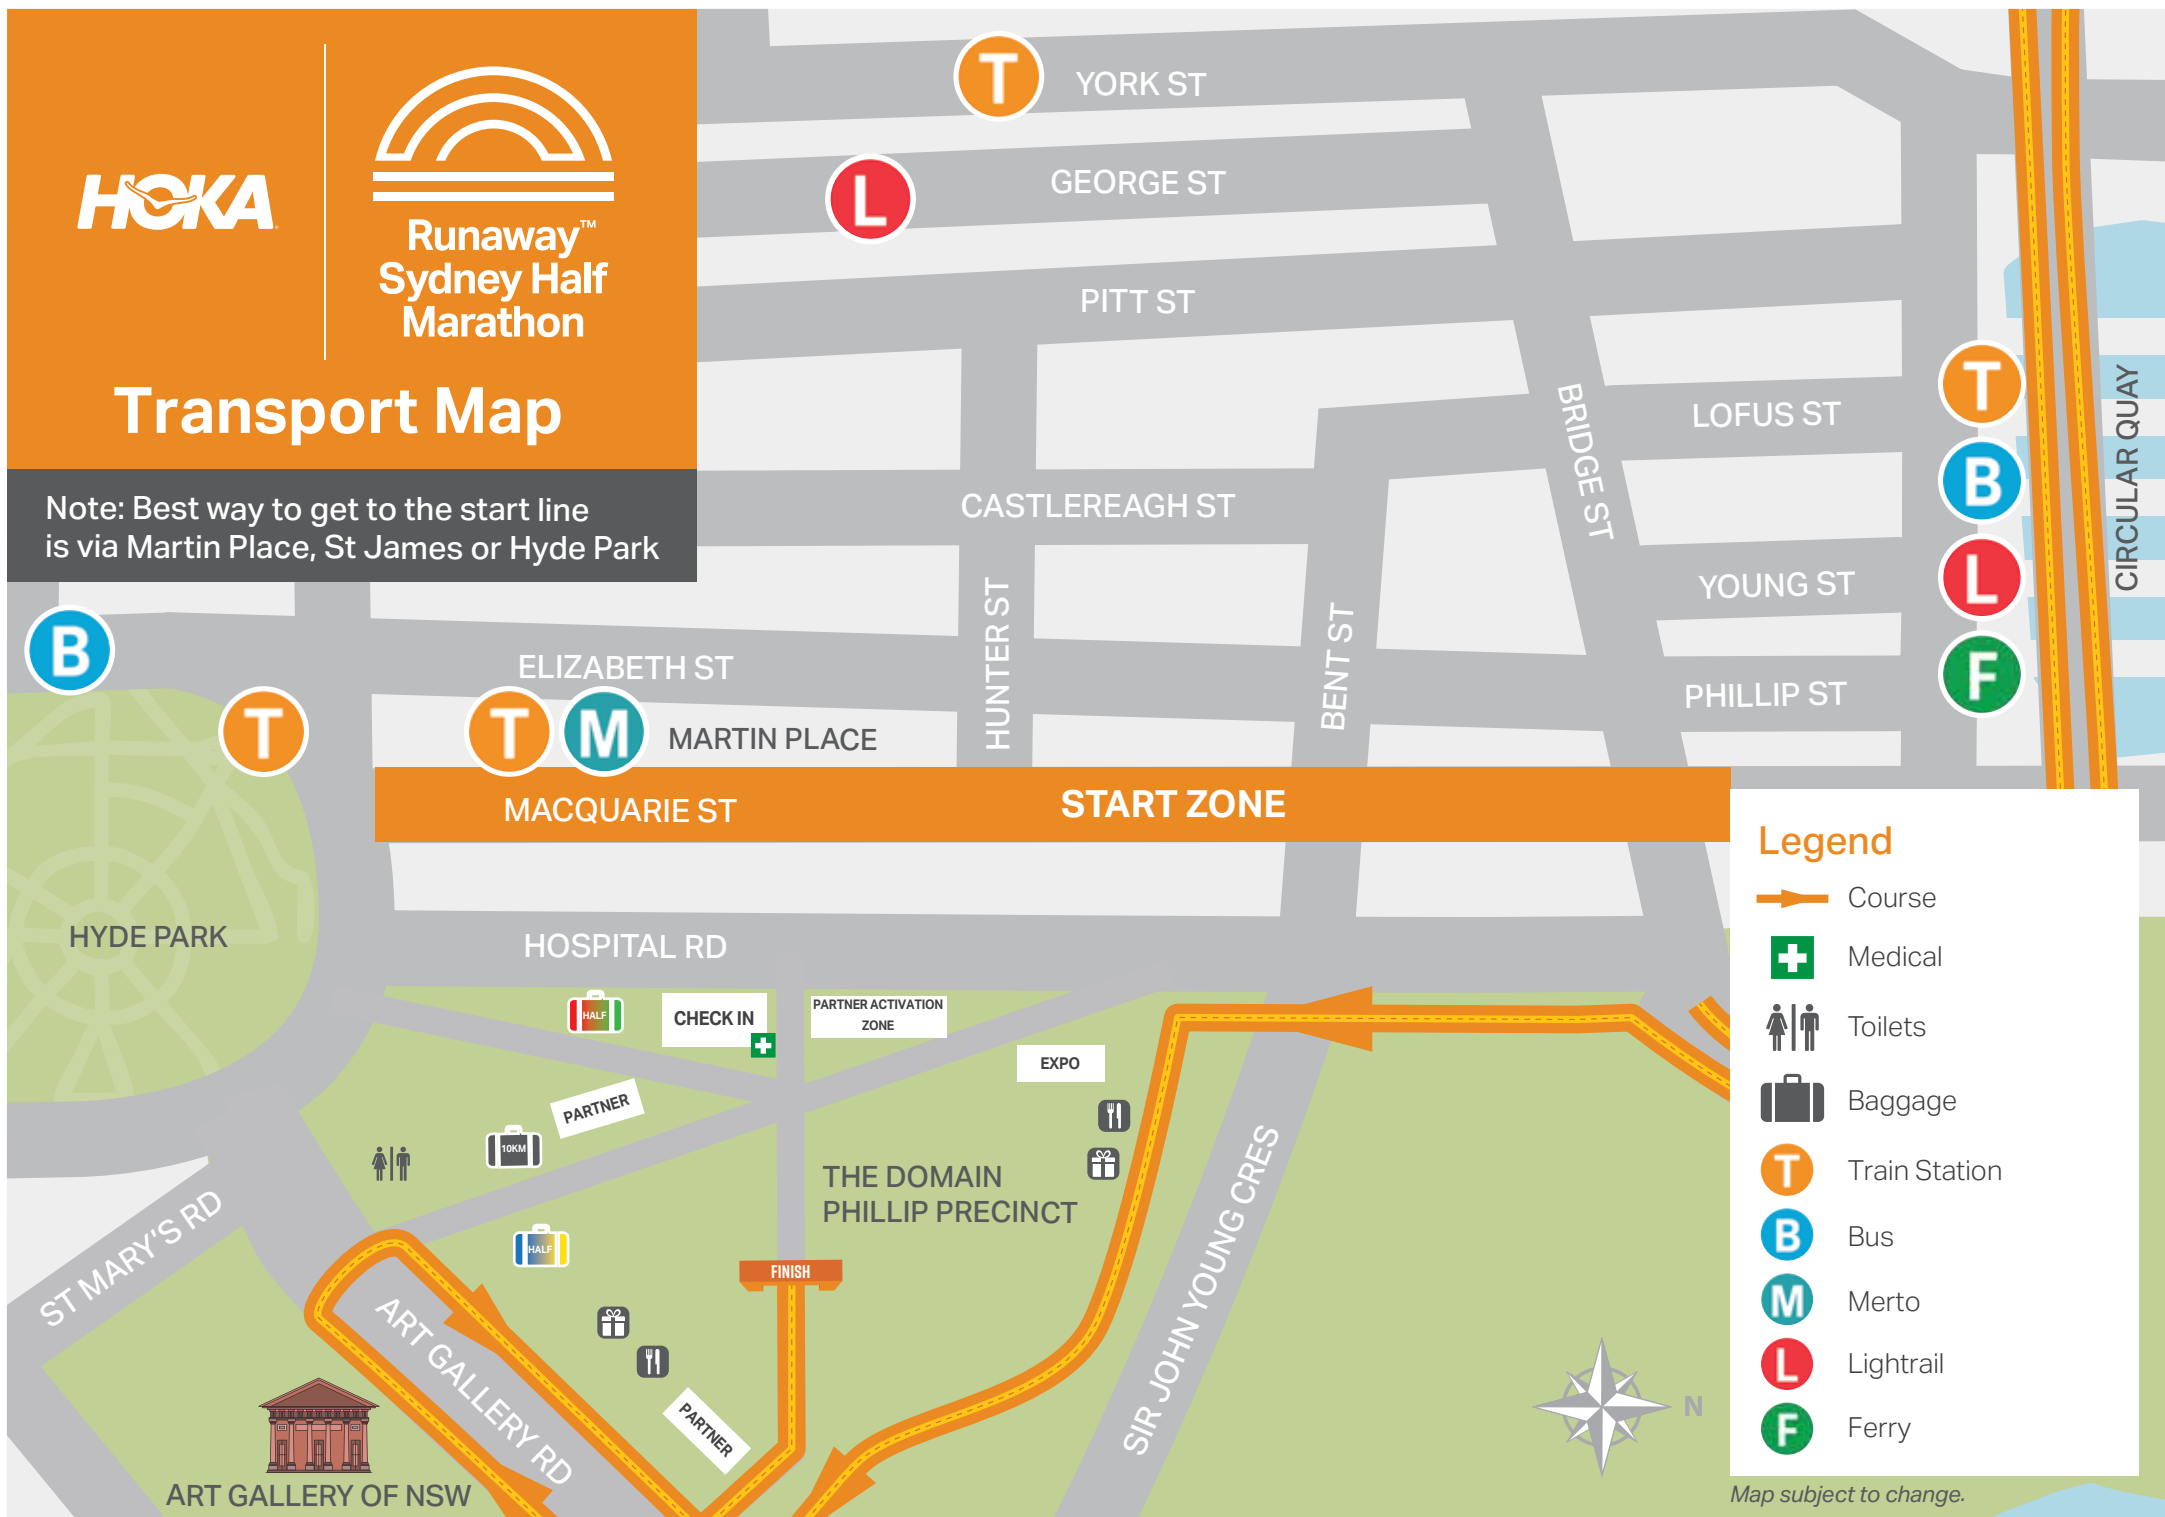 HOKA
Runaway™
Sydney Half
Marathon
Transport Map
Note: Best way to get to the start line
is via Martin Place, St James or Hyde Park
T
YORK ST
L
GEORGE ST
PITT ST
LOFUS ST
BRIDGE ST
CASTLEREAGH ST
YOUNG ST
PHILLIP ST
T
B
L
F
CIRCULAR QUAY
B
ELIZABETH ST
HUNTER ST
BENT ST
T
T
M
MARTIN PLACE
MACQUARIE ST
START ZONE
HYDE PARK
HOSPITAL RD
HALF
CHECK IN
PARTNER ACTIVATION
ZONE
EXPO
PARTNER
10KM
THE DOMAIN
PHILLIP PRECINCT
HALF
FINISH
ST MARY'S RD
ART GALLERY RD
SIR JOHN YOUNG CRES
PARTNER
ART GALLERY OF NSW
N
Legend
Course
Medical
Toilets
Baggage
T Train Station
B Bus
M Merto
L Lightrail
F Ferry
Map subject to change.